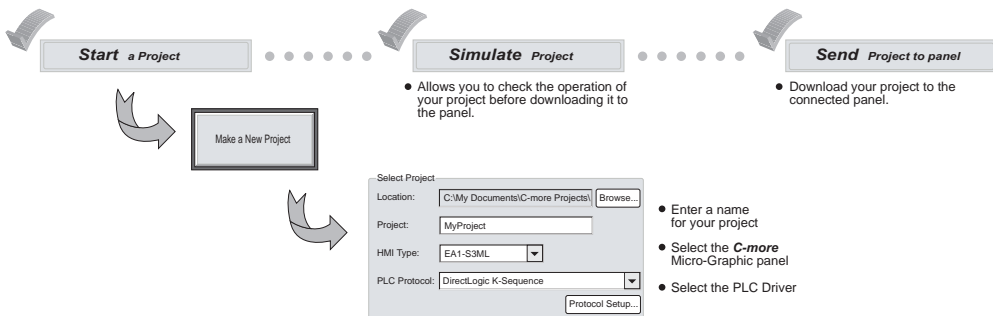 Start a Project
Simulate Project
Send Project to panel
Allows you to check the operation of
your project before downloading it to
the panel.
Download your project to the
connected panel.
Make a New Project
Select Project
Location: C:\My Documents\C-more Projects\ Browse...
Project: MyProject
HMI Type: EA1-S3ML
PLC Protocol: DirectLogic K-Sequence
Protocol Setup...
Enter a name
for your project
Select the C-more
Micro-Graphic panel
Select the PLC Driver